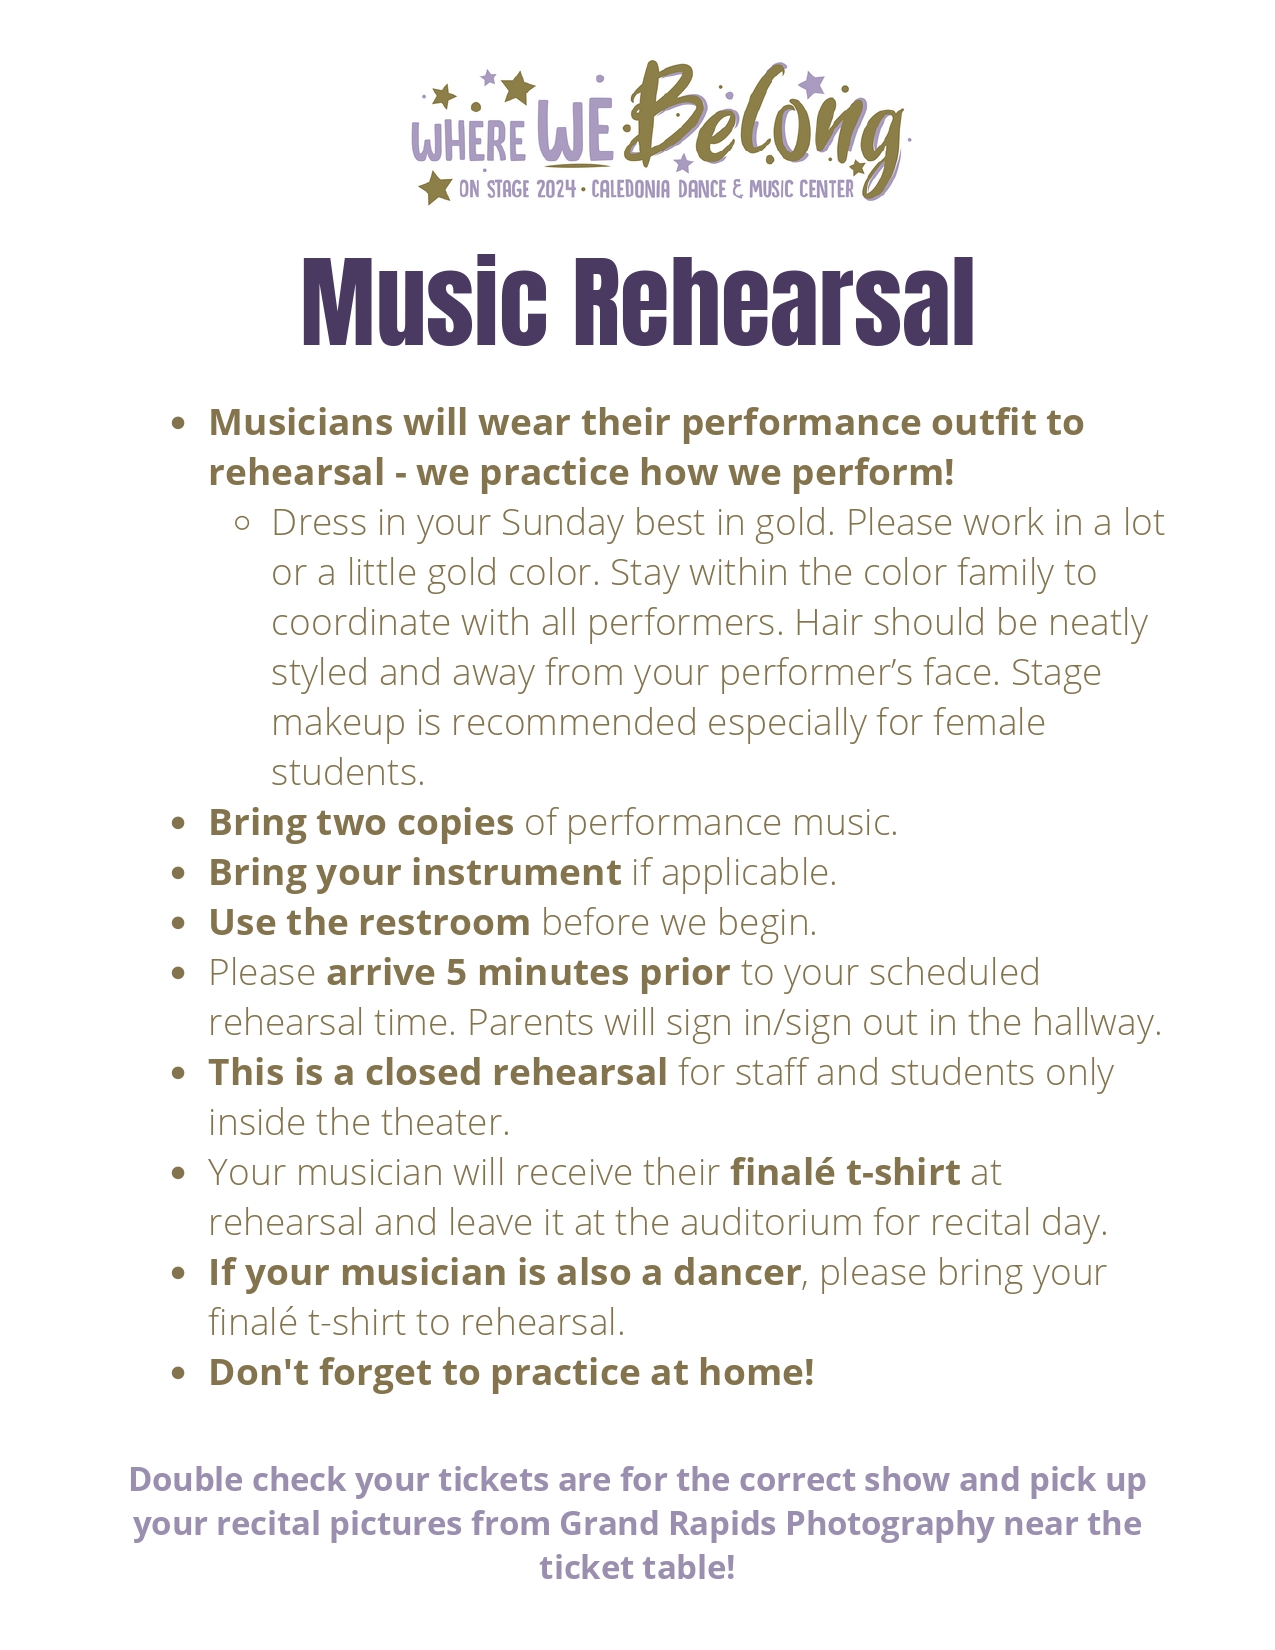 WHERE WE Belong
ON STAGE 2024 • CALEDONIA DANCE & MUSIC CENTER
Music Rehearsal
• Musicians will wear their performance outfit to
rehearsal - we practice how we perform!
◦ Dress in your Sunday best in gold. Please work in a lot
or a little gold color. Stay within the color family to
coordinate with all performers. Hair should be neatly
styled and away from your performer’s face. Stage
makeup is recommended especially for female
students.
• Bring two copies of performance music.
• Bring your instrument if applicable.
• Use the restroom before we begin.
• Please arrive 5 minutes prior to your scheduled
rehearsal time. Parents will sign in/sign out in the hallway.
• This is a closed rehearsal for staff and students only
inside the theater.
• Your musician will receive their finalé t-shirt at
rehearsal and leave it at the auditorium for recital day.
• If your musician is also a dancer, please bring your
finalé t-shirt to rehearsal.
• Don't forget to practice at home!
Double check your tickets are for the correct show and pick up
your recital pictures from Grand Rapids Photography near the
ticket table!